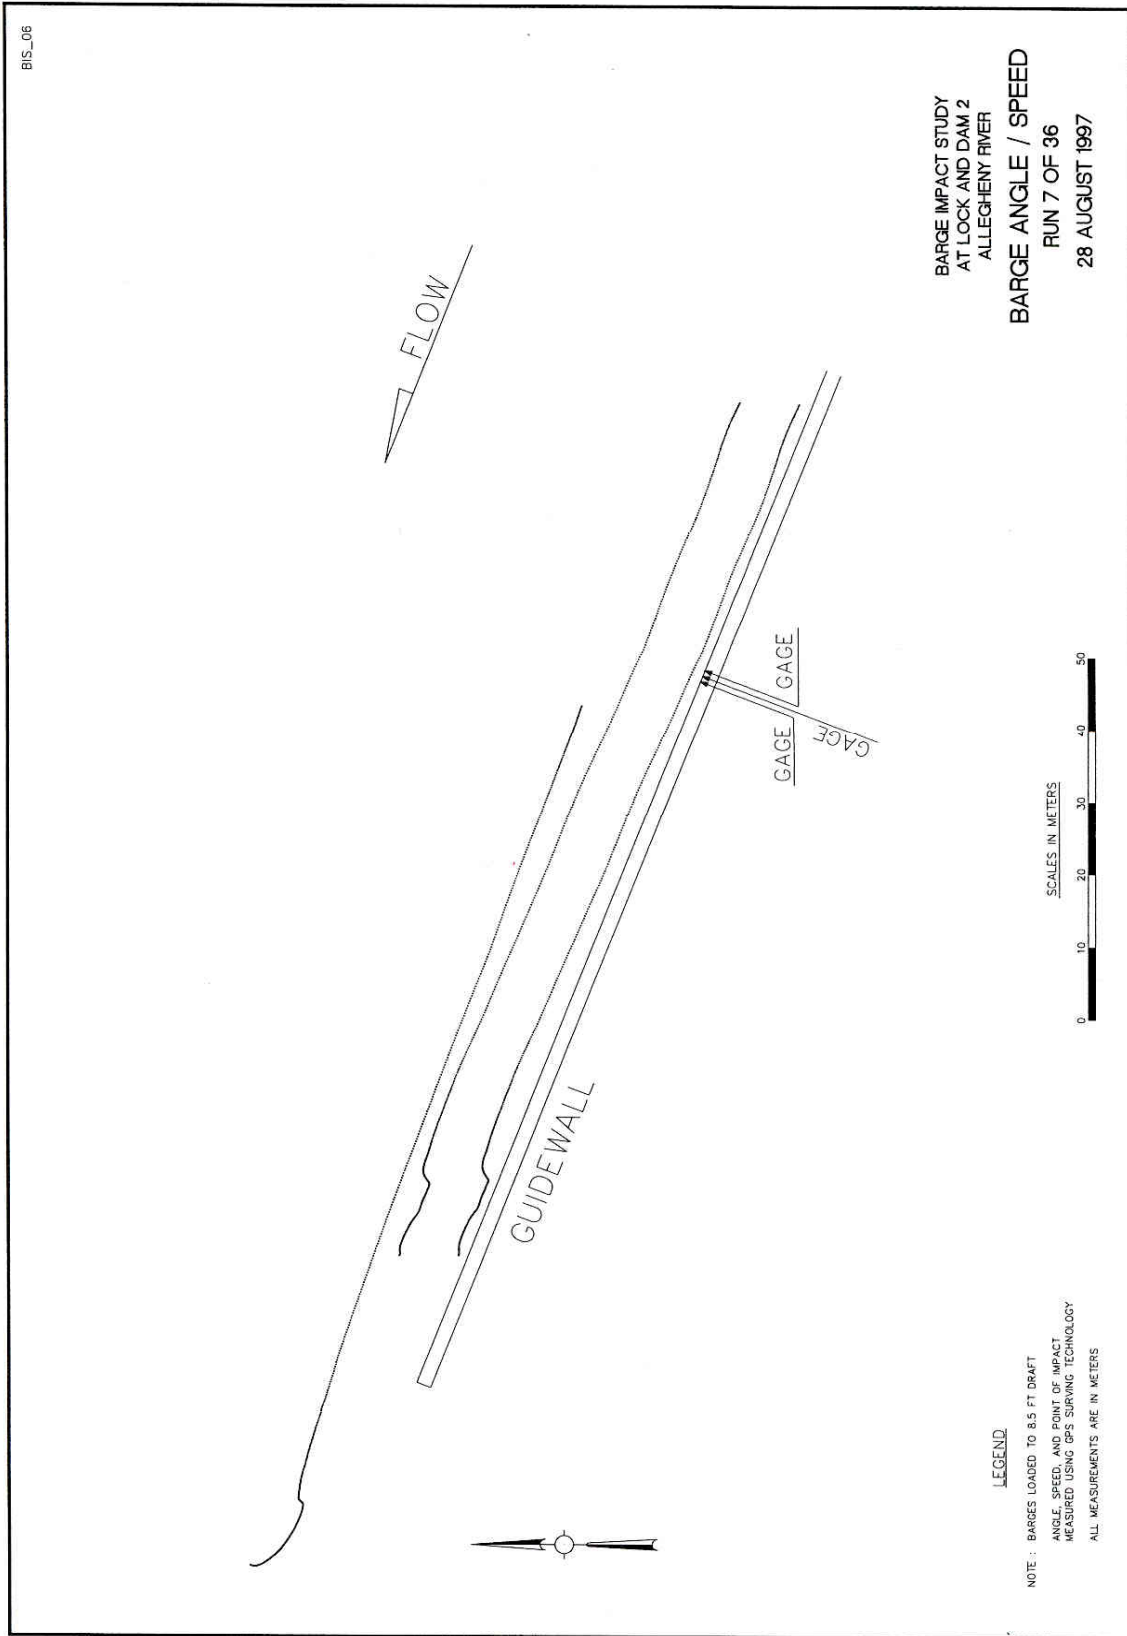 BIS_06
FLOW
GUIDEWALL
GAGE
GAGE
GAGE
BARGE IMPACT STUDY
AT LOCK AND DAM 2
ALLEGHENY RIVER
BARGE ANGLE / SPEED
RUN 7 OF 36
28 AUGUST 1997
SCALES IN METERS
0 10 20 30 40 50
LEGEND
NOTE : BARGES LOADED TO 8.5 FT DRAFT
ANGLE, SPEED, AND POINT OF IMPACT
MEASURED USING GPS SURVING TECHNOLOGY
ALL MEASUREMENTS ARE IN METERS